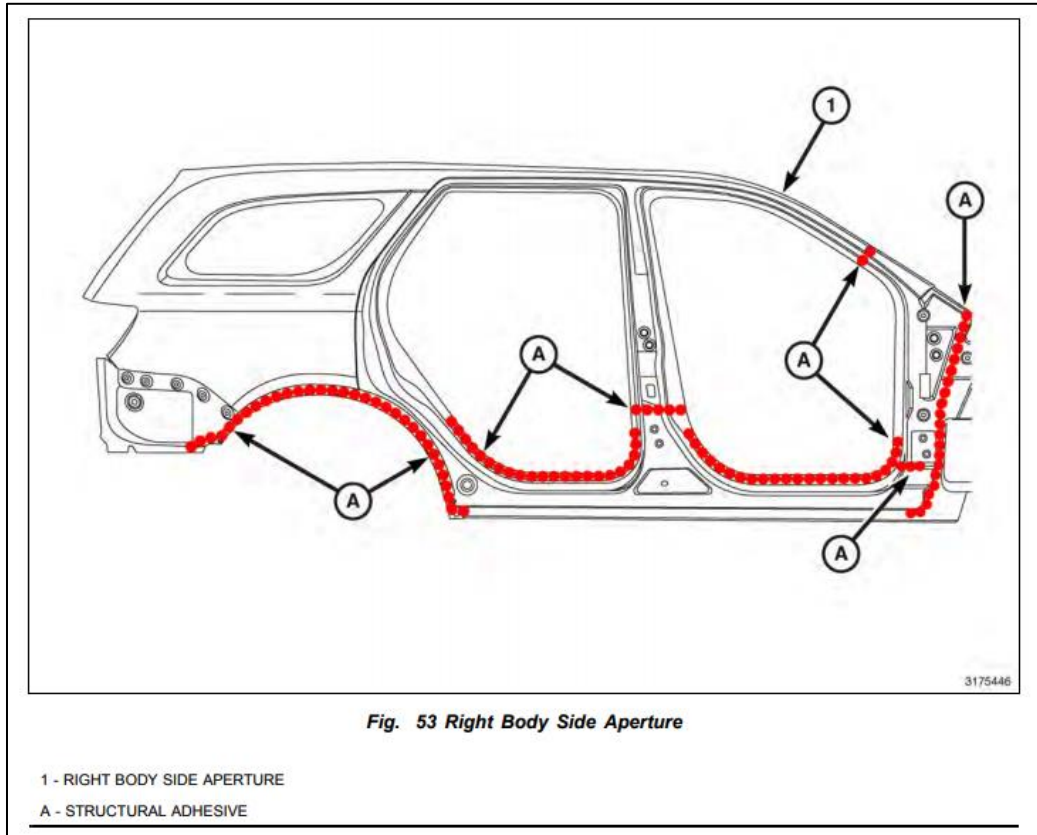 1
A
A
A
A
A
A
3175446
Fig. 53 Right Body Side Aperture
1 - RIGHT BODY SIDE APERTURE
A - STRUCTURAL ADHESIVE